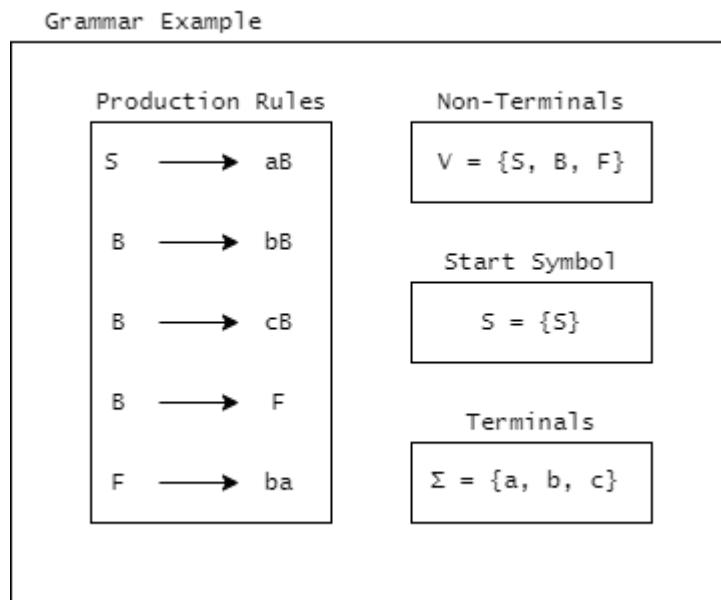 Grammar Example
Production Rules
S → aB
B → bB
B → cB
B → F
F → ba
Non-Terminals
V = {S, B, F}
Start Symbol
S = {S}
Terminals
Σ = {a, b, c}